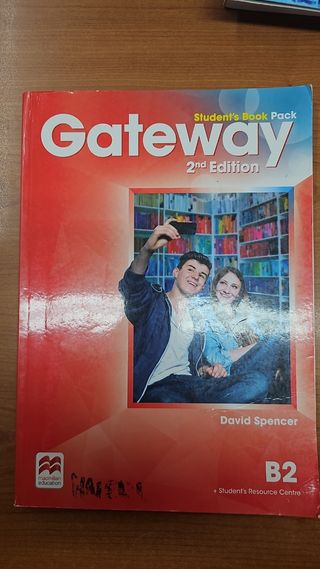 Student's Book Pack
Gateway
2nd Edition
David Spencer
macmillan
education
B2
+ Student's Resource Centre